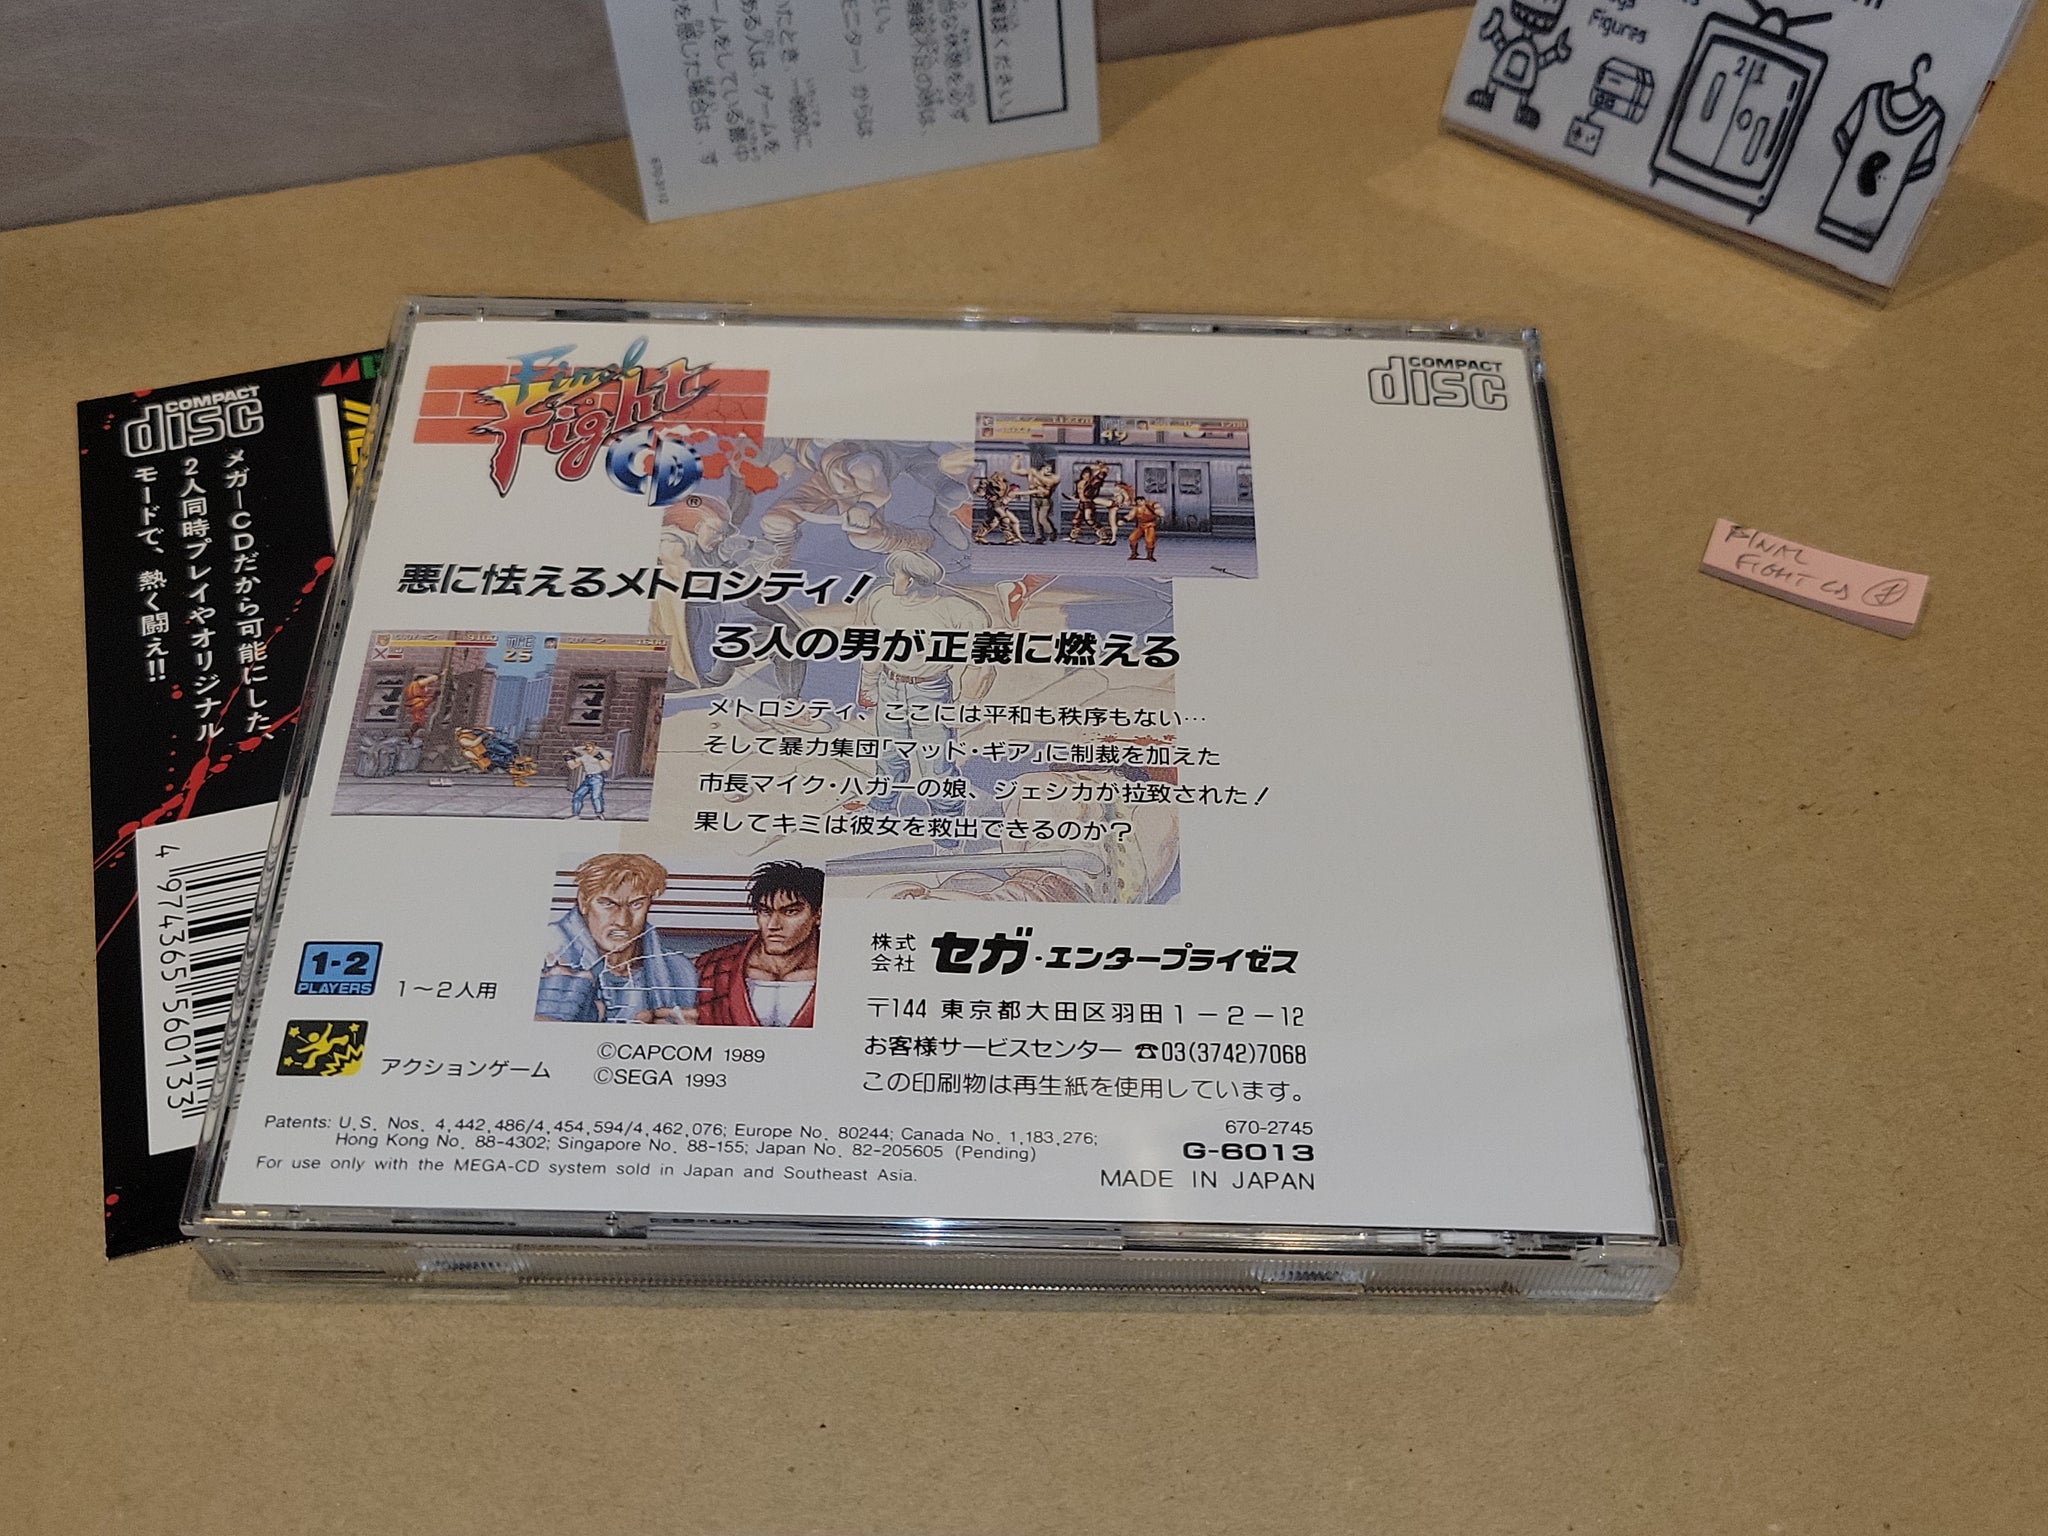 確認ください。
Figures
COMPACT
disc
メガーCDだから可能にした、
2人同時プレイやオリジナル
モードで、熱く闘え!!
4 974365 560133
Final
Fight
CD
®
COMPACT
disc
TIME
49
悪に怯えるメトロシティ!
3人の男が正義に燃える
TIME
25
メトロシティ、ここには平和も秩序もない…
そして暴力集団「マッド・ギア」に制裁を加えた
市長マイク・ハガーの娘、ジェシカが拉致された!
果してキミは彼女を救出できるのか?
1-2
PLAYERS
1〜2人用
アクションゲーム
©CAPCOM 1989
©SEGA 1993
株式会社 セガ・エンタープライゼス
〒144 東京都大田区羽田1-2-12
お客様サービスセンター ☎03(3742)7068
この印刷物は再生紙を使用しています。
Patents: U.S. Nos. 4,442,486/4,454,594/4,462,076; Europe No. 80244; Canada No. 1,183,276;
Hong Kong No. 88-4302; Singapore No. 88-155; Japan No. 82-205605 (Pending)
For use only with the MEGA-CD system sold in Japan and Southeast Asia.
670-2745
G-6013
MADE IN JAPAN
FINAL
FIGHT CD